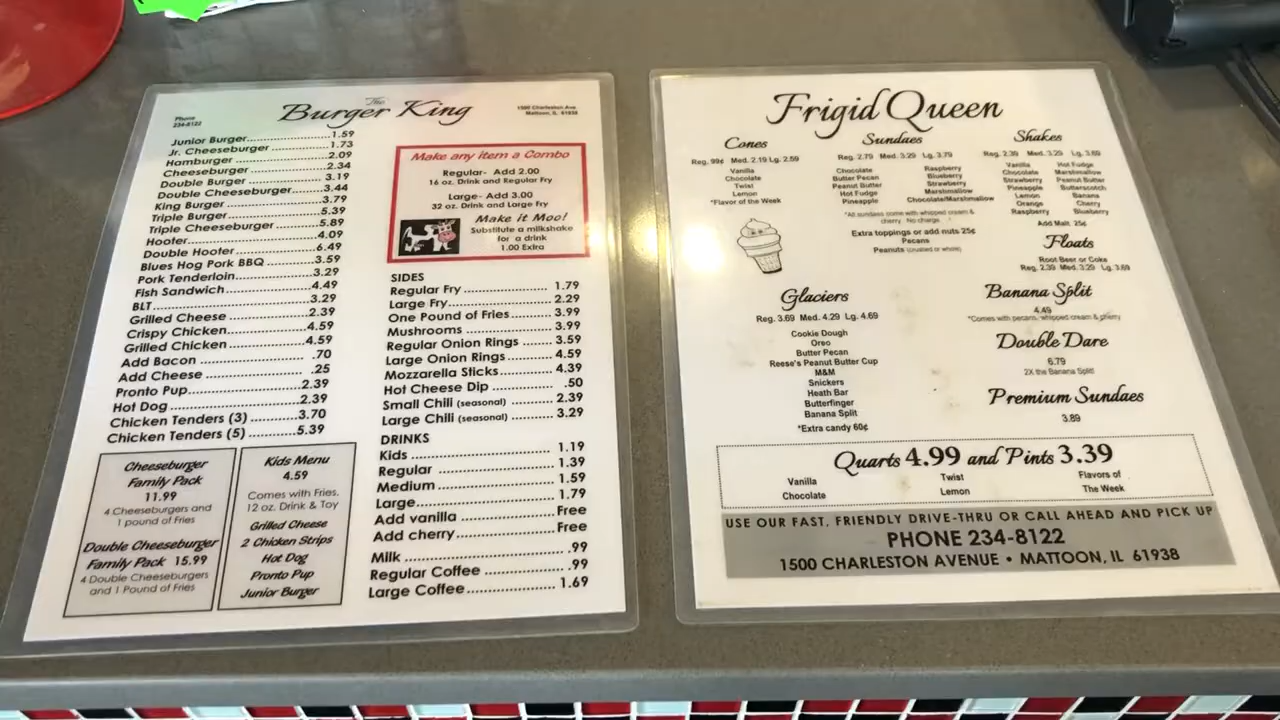 The
Burger King
Phone
234-8122
1500 Charleston Ave
Mattoon, IL 61938
Junior Burger 1.59
Jr. Cheeseburger 1.73
Hamburger 2.09
Cheeseburger 2.34
Double Burger 3.19
Double Cheeseburger 3.44
King Burger 3.79
Triple Burger 5.39
Triple Cheeseburger 5.89
Hoofer 4.09
Double Hoofer 6.49
Blues Hog Pork BBQ 3.59
Pork Tenderloin 3.29
Fish Sandwich 4.49
BLT 3.29
Grilled Cheese 2.39
Crispy Chicken 4.59
Grilled Chicken 4.59
Add Bacon .70
Add Cheese .25
Pronto Pup 2.39
Hot Dog 2.39
Chicken Tenders (3) 3.70
Chicken Tenders (5) 5.39
Cheeseburger
Family Pack
11.99
4 Cheeseburgers and
1 pound of Fries
Double Cheeseburger
Family Pack 15.99
4 Double Cheeseburgers
and 1 Pound of Fries
Kids Menu
4.59
Comes with Fries,
12 oz. Drink & Toy
Grilled Cheese
2 Chicken Strips
Hot Dog
Pronto Pup
Junior Burger
Make any item a Combo
Regular- Add 2.00
16 oz. Drink and Regular Fry
Large- Add 3.00
32 oz. Drink and Large Fry
Make it Moo!
Substitute a milkshake
for a drink
1.00 Extra
SIDES
Regular Fry 1.79
Large Fry 2.29
One Pound of Fries 3.99
Mushrooms 3.99
Regular Onion Rings 3.59
Large Onion Rings 4.59
Mozzarella Sticks 4.39
Hot Cheese Dip .50
Small Chili (seasonal) 2.39
Large Chili (seasonal) 3.29
DRINKS
Kids 1.19
Regular 1.39
Medium 1.59
Large 1.79
Add vanilla Free
Add cherry Free
Milk .99
Regular Coffee .99
Large Coffee 1.69
Frigid Queen
Cones
Reg. 99¢ Med. 2.19 Lg. 2.59
Vanilla
Chocolate
Twist
Lemon
*Flavor of the Week
Sundaes
Reg. 2.79 Med. 3.29 Lg. 3.79
Chocolate Raspberry
Butter Pecan Blueberry
Peanut Butter Strawberry
Hot Fudge Marshmallow
Pineapple Chocolate/Marshmallow
*All sundaes come with whipped cream &
cherry. No charge.
Extra toppings or add nuts 25¢
Pecans
Peanuts (crushed or whole)
Shakes
Reg. 2.39 Med. 3.29 Lg. 3.69
Vanilla Hot Fudge
Chocolate Marshmallow
Strawberry Peanut Butter
Pineapple Butterscotch
Lemon Banana
Orange Cherry
Raspberry Blueberry
Add Malt 25¢
Floats
Root Beer or Coke
Reg. 2.39 Med. 3.29 Lg. 3.69
Glaciers
Reg. 3.69 Med. 4.29 Lg. 4.69
Cookie Dough
Oreo
Butter Pecan
Reese's Peanut Butter Cup
M&M
Snickers
Heath Bar
Butterfinger
Banana Split
*Extra candy 60¢
Banana Split
4.49
*Comes with pecans, whipped cream & cherry
Double Dare
6.79
2X the Banana Split!
Premium Sundaes
3.89
Quarts 4.99 and Pints 3.39
Vanilla Twist Flavors of
Chocolate Lemon The Week
USE OUR FAST, FRIENDLY DRIVE-THRU OR CALL AHEAD AND PICK UP
PHONE 234-8122
1500 CHARLESTON AVENUE • MATTOON, IL 61938